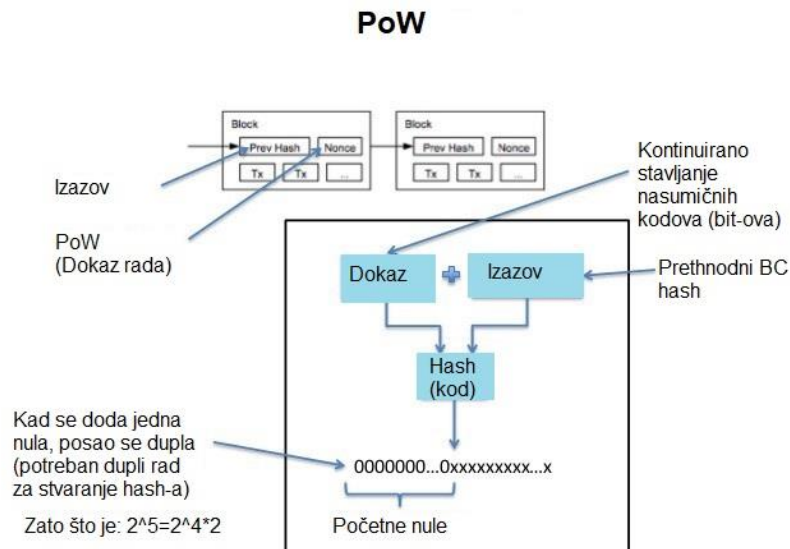 PoW
Block
Prev Hash
Nonce
Tx
Tx
...
Block
Prev Hash
Nonce
Tx
Tx
...
Izazov
PoW
(Dokaz rada)
Kontinuirano
stavljanje
nasumičnih
kodova (bit-ova)
Dokaz
Izazov
Prethnodni BC
hash
Hash
(kod)
Kad se doda jedna
nula, posao se dupla
(potreban dupli rad
za stvaranje hash-a)
0000000...0xxxxxxxxx...x
Zato što je: 2^5=2^4*2
Početne nule